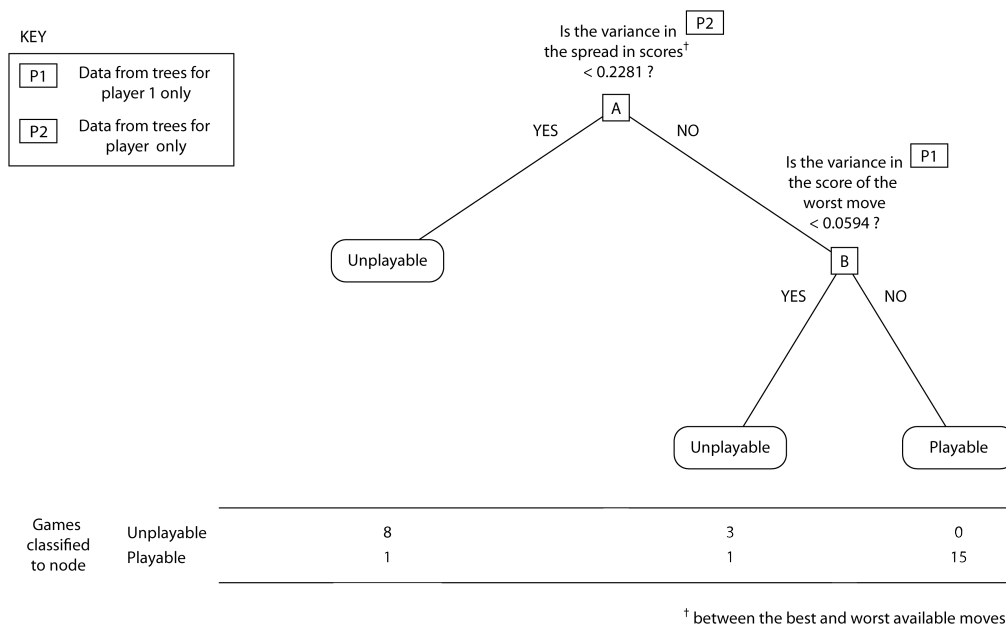 KEY
P1
Data from trees for
player 1 only
P2
Data from trees for
player only
Is the variance in
the spread in scores†
< 0.2281 ?
P2
A
YES
NO
Is the variance in
the score of the
worst move
< 0.0594 ?
P1
B
Unplayable
YES
NO
Unplayable
Playable
Games
classified
to node
Unplayable 8 3 0
Playable 1 1 15
† between the best and worst available moves